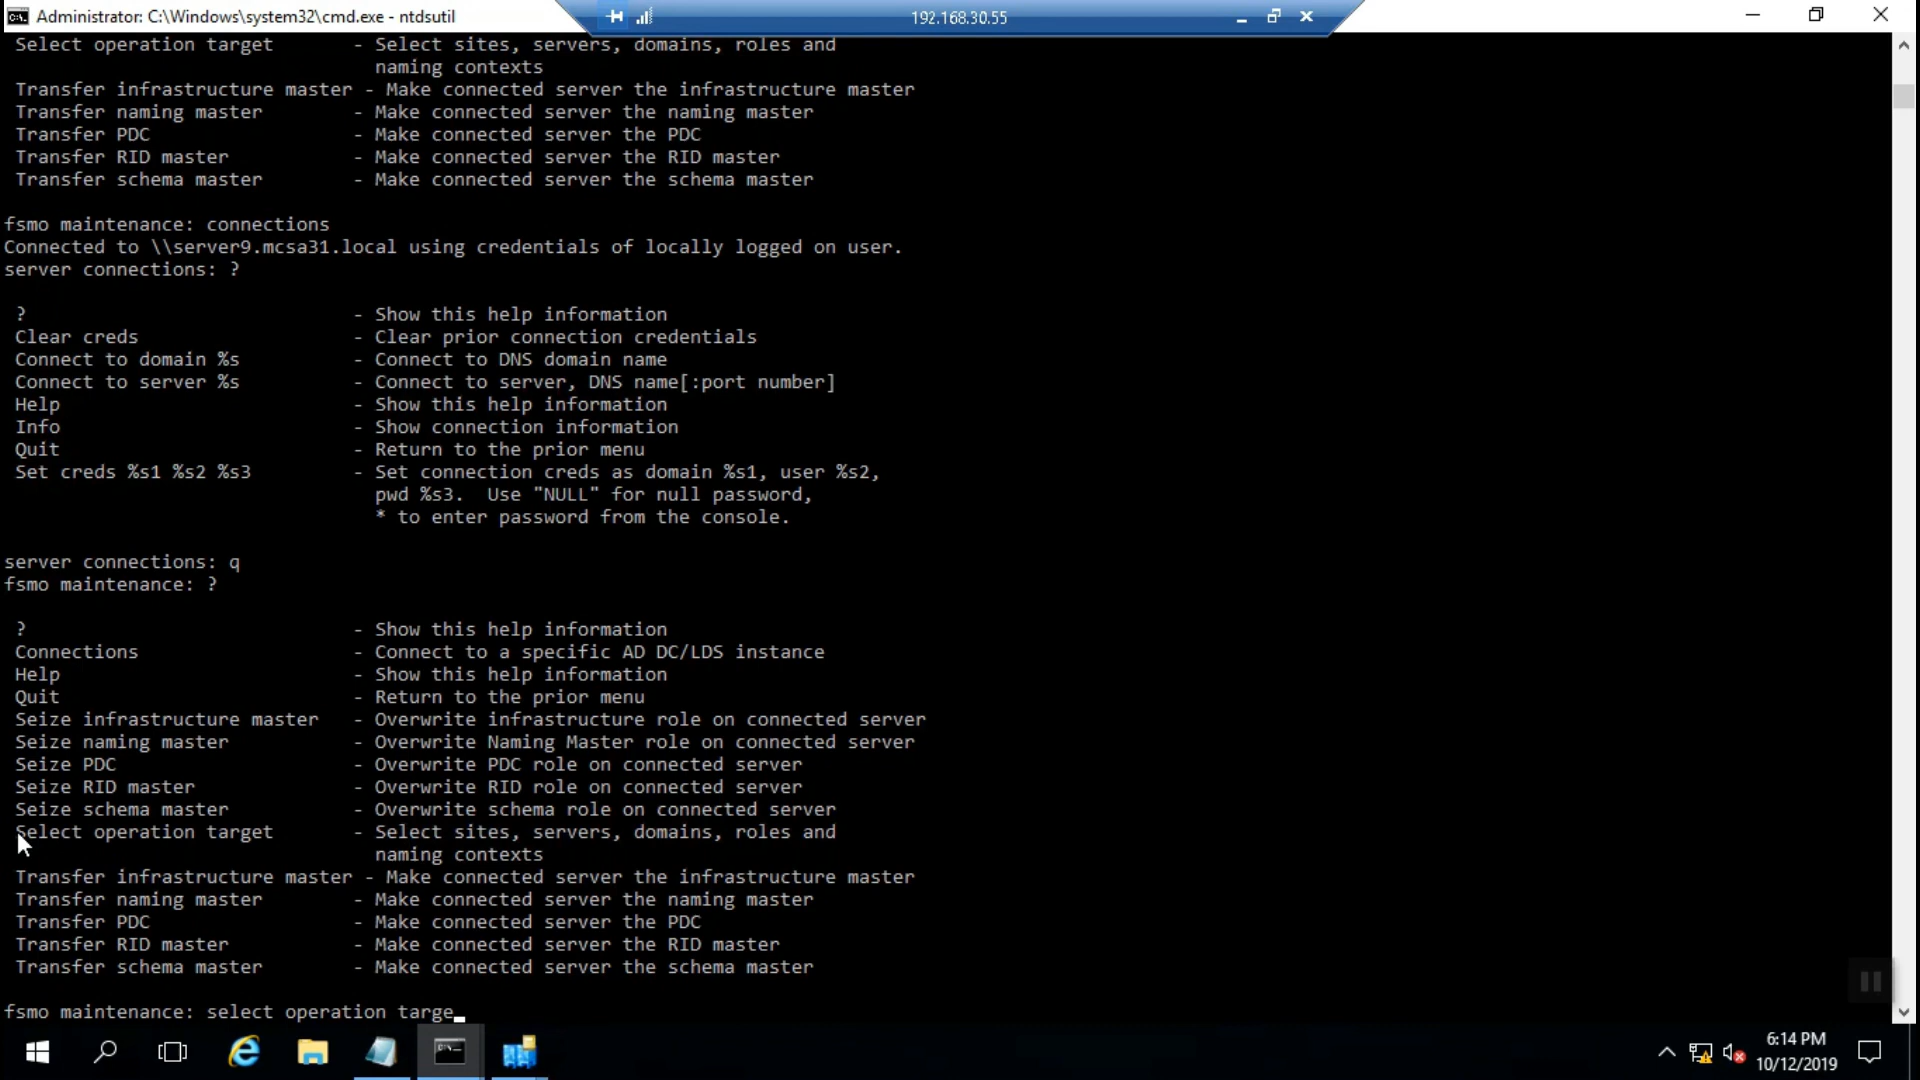 Administrator: C:\Windows\system32\cmd.exe - ntdsutil
192.168.30.55
Select operation target - Select sites, servers, domains, roles and
naming contexts
Transfer infrastructure master - Make connected server the infrastructure master
Transfer naming master - Make connected server the naming master
Transfer PDC - Make connected server the PDC
Transfer RID master - Make connected server the RID master
Transfer schema master - Make connected server the schema master
fsmo maintenance: connections
Connected to \\server9.mcsa31.local using credentials of locally logged on user.
server connections: ?
? - Show this help information
Clear creds - Clear prior connection credentials
Connect to domain %s - Connect to DNS domain name
Connect to server %s - Connect to server, DNS name[:port number]
Help - Show this help information
Info - Show connection information
Quit - Return to the prior menu
Set creds %s1 %s2 %s3 - Set connection creds as domain %s1, user %s2,
pwd %s3. Use "NULL" for null password,
* to enter password from the console.
server connections: q
fsmo maintenance: ?
? - Show this help information
Connections - Connect to a specific AD DC/LDS instance
Help - Show this help information
Quit - Return to the prior menu
Seize infrastructure master - Overwrite infrastructure role on connected server
Seize naming master - Overwrite Naming Master role on connected server
Seize PDC - Overwrite PDC role on connected server
Seize RID master - Overwrite RID role on connected server
Seize schema master - Overwrite schema role on connected server
Select operation target - Select sites, servers, domains, roles and
naming contexts
Transfer infrastructure master - Make connected server the infrastructure master
Transfer naming master - Make connected server the naming master
Transfer PDC - Make connected server the PDC
Transfer RID master - Make connected server the RID master
Transfer schema master - Make connected server the schema master
fsmo maintenance: select operation targe_
6:14 PM
10/12/2019